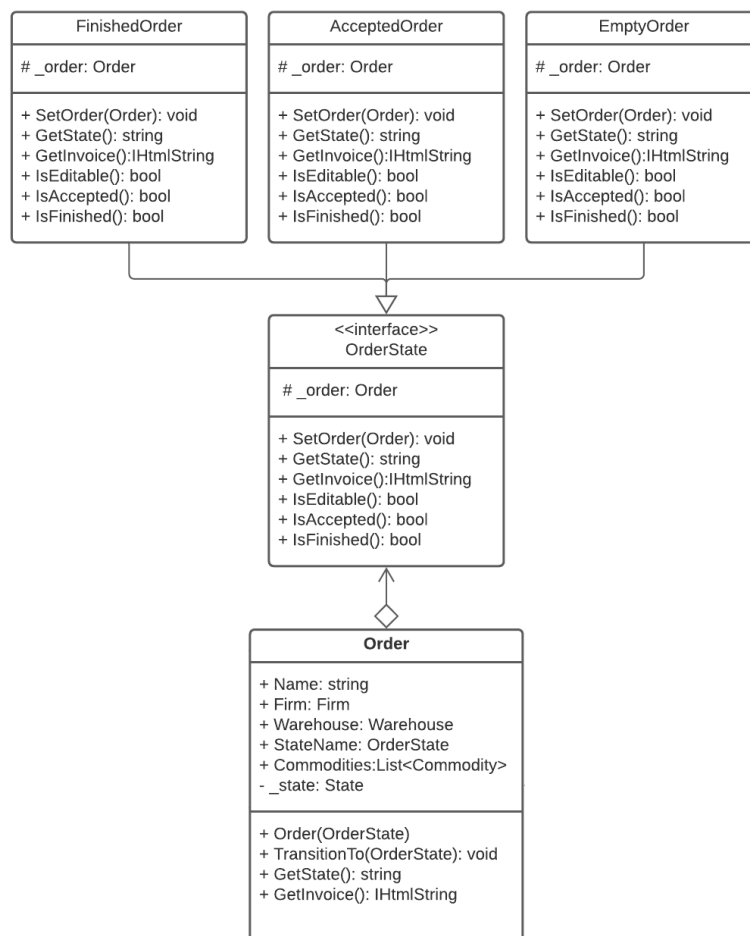 FinishedOrder
# _order: Order
+ SetOrder(Order): void
+ GetState(): string
+ GetInvoice():IHtmlString
+ IsEditable(): bool
+ IsAccepted(): bool
+ IsFinished(): bool
AcceptedOrder
# _order: Order
+ SetOrder(Order): void
+ GetState(): string
+ GetInvoice():IHtmlString
+ IsEditable(): bool
+ IsAccepted(): bool
+ IsFinished(): bool
EmptyOrder
# _order: Order
+ SetOrder(Order): void
+ GetState(): string
+ GetInvoice():IHtmlString
+ IsEditable(): bool
+ IsAccepted(): bool
+ IsFinished(): bool
<<interface>>
OrderState
# _order: Order
+ SetOrder(Order): void
+ GetState(): string
+ GetInvoice():IHtmlString
+ IsEditable(): bool
+ IsAccepted(): bool
+ IsFinished(): bool
Order
+ Name: string
+ Firm: Firm
+ Warehouse: Warehouse
+ StateName: OrderState
+ Commodities:List<Commodity>
- _state: State
+ Order(OrderState)
+ TransitionTo(OrderState): void
+ GetState(): string
+ GetInvoice(): IHtmlString